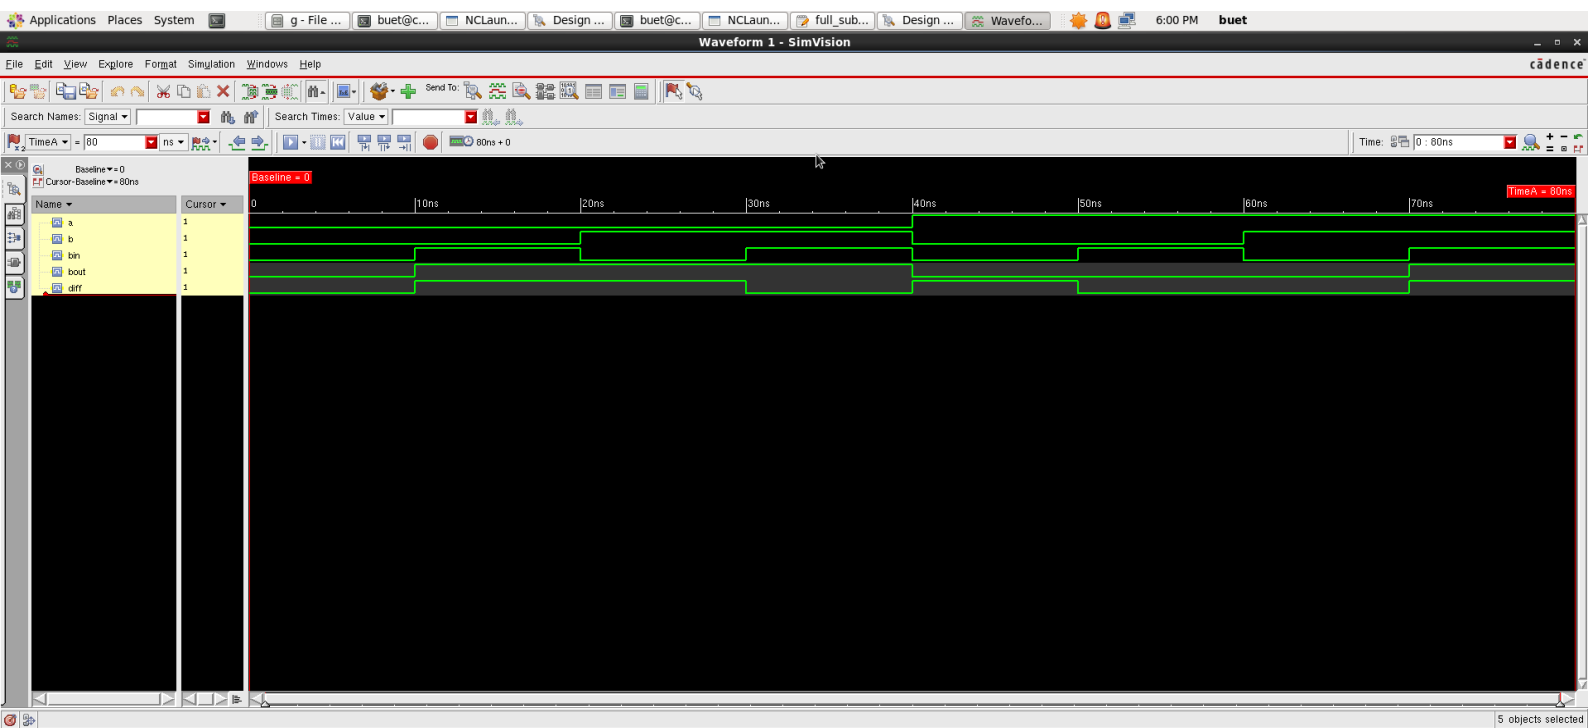 Applications Places System g - File ... buet@c... NCLaun... Design ... buet@c... NCLaun... full_sub... Design ... Wavefo... 6:00 PM buet
Waveform 1 - SimVision
File Edit View Explore Format Simulation Windows Help cādence
Send To:
Search Names: Signal Search Times: Value
TimeA = 80 ns 80ns + 0 Time: 0 : 80ns
Baseline = 0
Cursor-Baseline = 80ns
Baseline = 0
TimeA = 80ns
Name Cursor 0 10ns 20ns 30ns 40ns 50ns 60ns 70ns
a 1
b 1
bin 1
bout 1
diff 1
5 objects selected